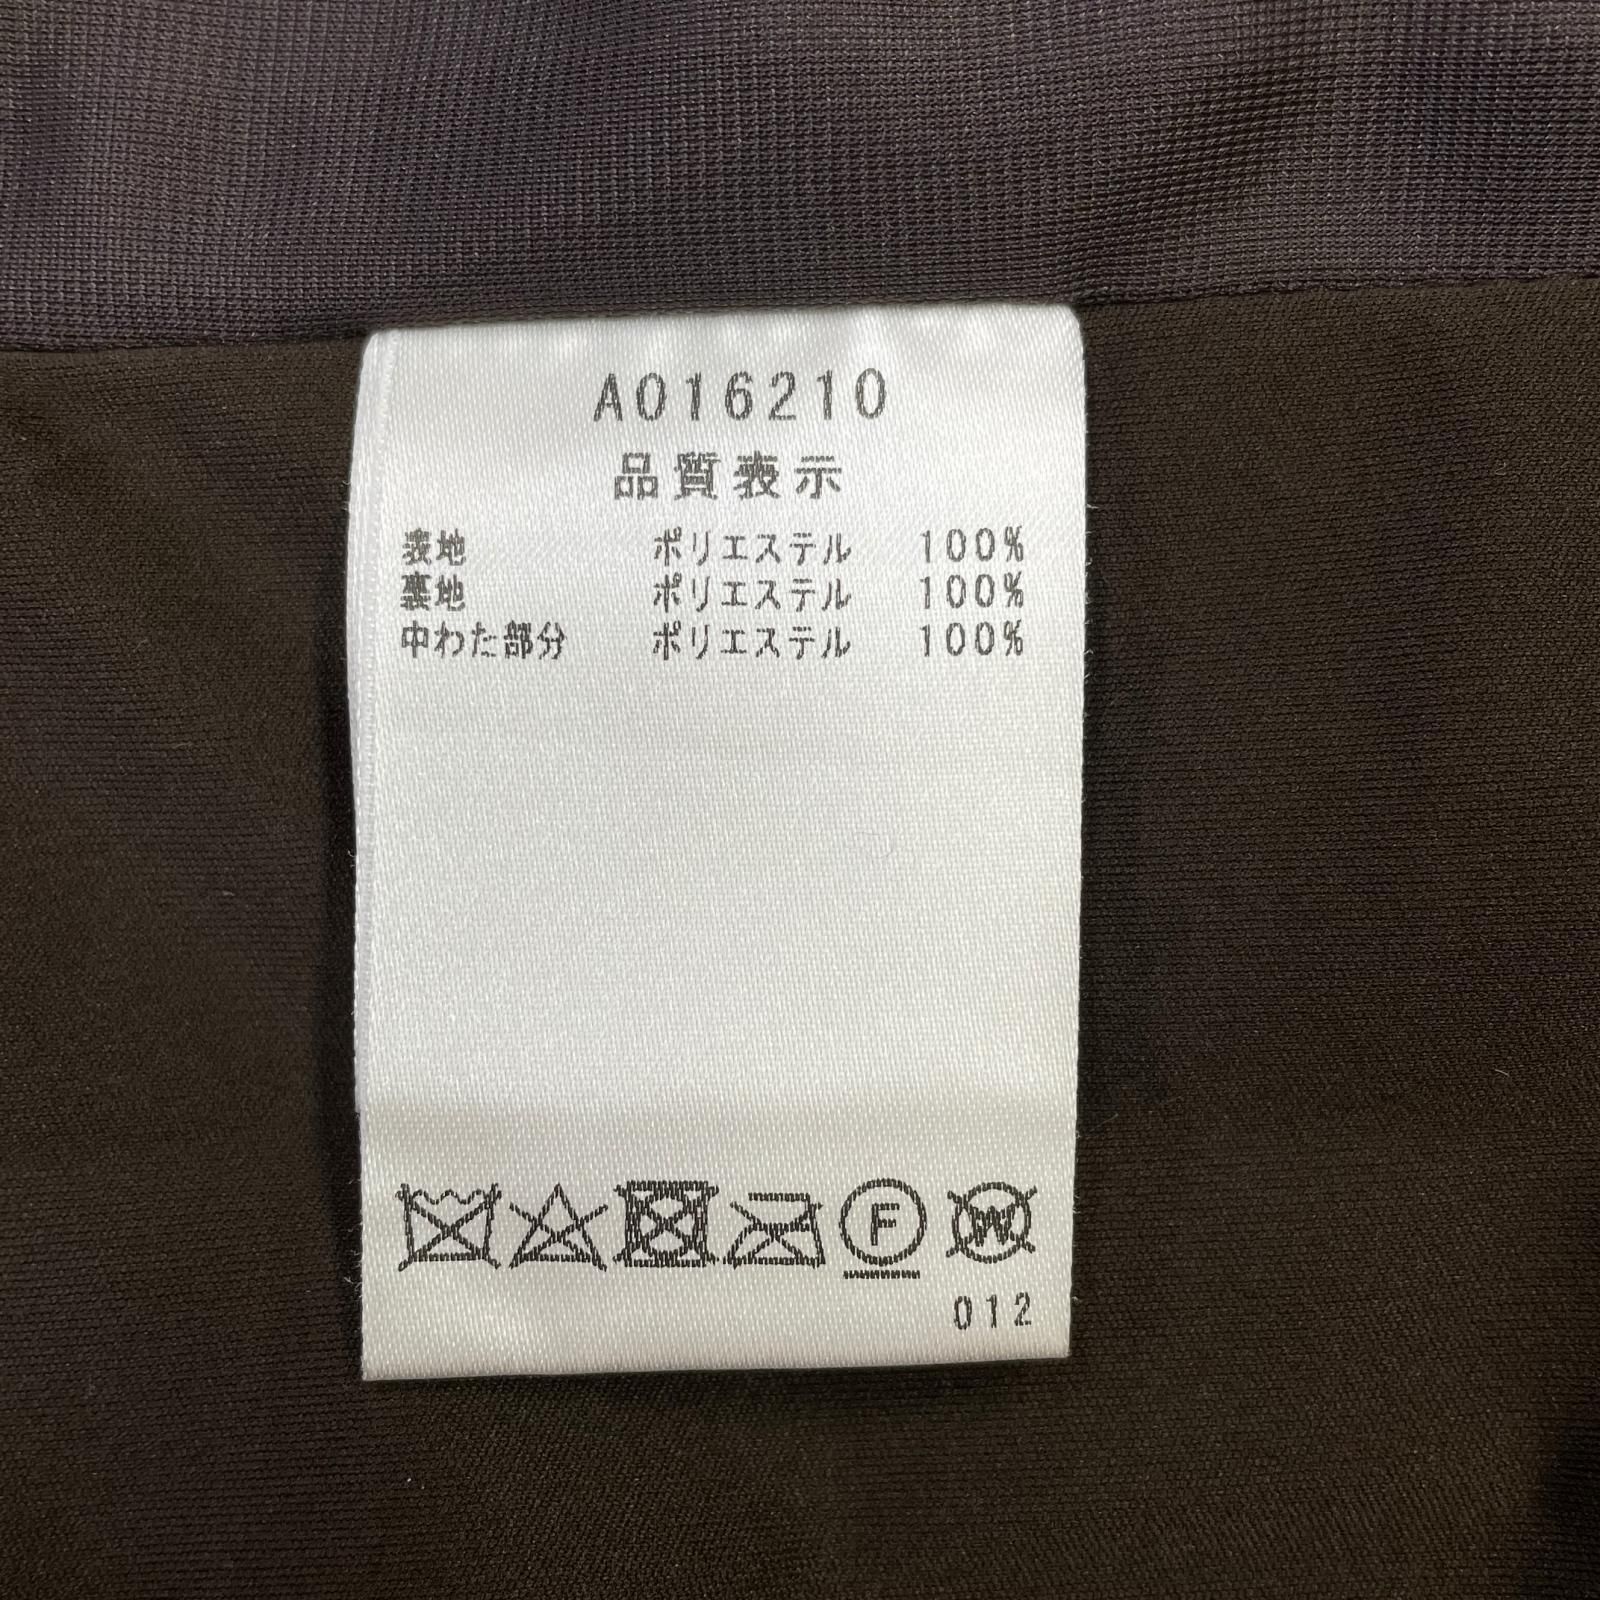 A016210
品質表示
表地 ポリエステル 100%
裏地 ポリエステル 100%
中わた部分 ポリエステル 100%
F W
012